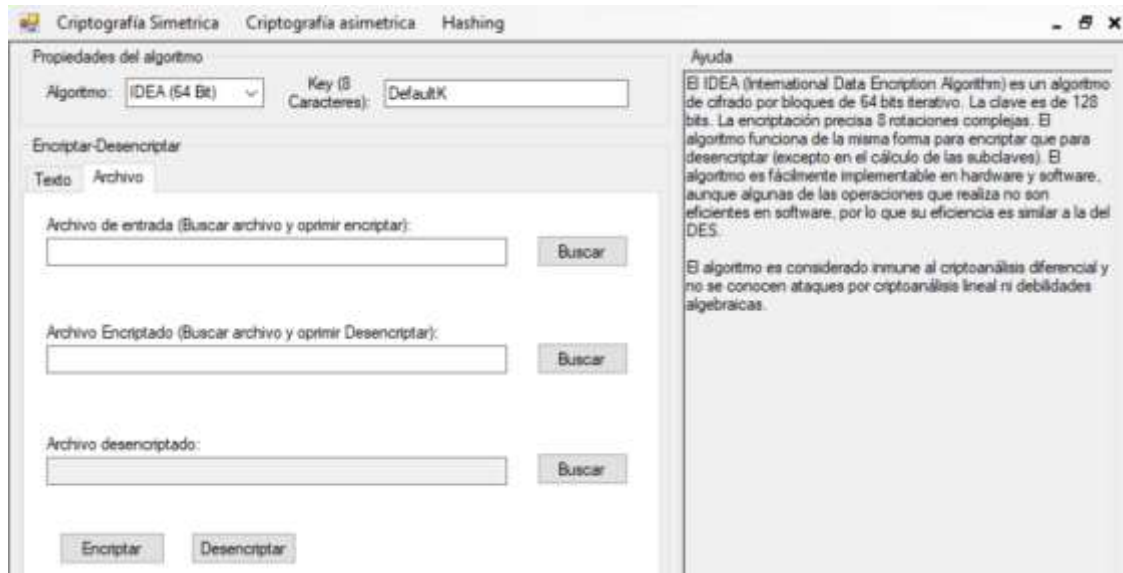 Criptografía Simetrica Criptografía asimetrica Hashing
Propiedades del algoritmo
Algoritmo: IDEA (64 Bit) Key (8 Caracteres): DefaultK
Encriptar-Desencriptar
Texto Archivo
Archivo de entrada (Buscar archivo y oprimir encriptar):
Buscar
Archivo Encriptado (Buscar archivo y oprimir Desencriptar):
Buscar
Archivo desencriptado:
Buscar
Encriptar Desencriptar
Ayuda
El IDEA (International Data Encription Algorithm) es un algoritmo
de cifrado por bloques de 64 bits iterativo. La clave es de 128
bits. La encriptación precisa 8 rotaciones complejas. El
algoritmo funciona de la misma forma para encriptar que para
desencriptar (excepto en el cálculo de las subclaves). El
algoritmo es fácilmente implementable en hardware y software,
aunque algunas de las operaciones que realiza no son
eficientes en software, por lo que su eficiencia es similar a la del
DES.
El algoritmo es considerado inmune al criptoanálisis diferencial y
no se conocen ataques por criptoanálisis lineal ni debilidades
algebraicas.